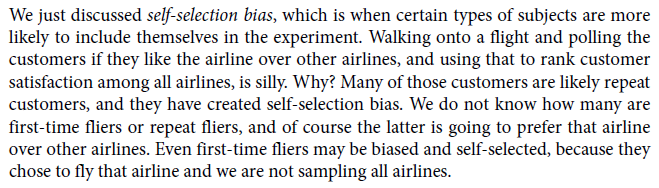 We just discussed self-selection bias, which is when certain types of subjects are more
likely to include themselves in the experiment. Walking onto a flight and polling the
customers if they like the airline over other airlines, and using that to rank customer
satisfaction among all airlines, is silly. Why? Many of those customers are likely repeat
customers, and they have created self-selection bias. We do not know how many are
first-time fliers or repeat fliers, and of course the latter is going to prefer that airline
over other airlines. Even first-time fliers may be biased and self-selected, because they
chose to fly that airline and we are not sampling all airlines.